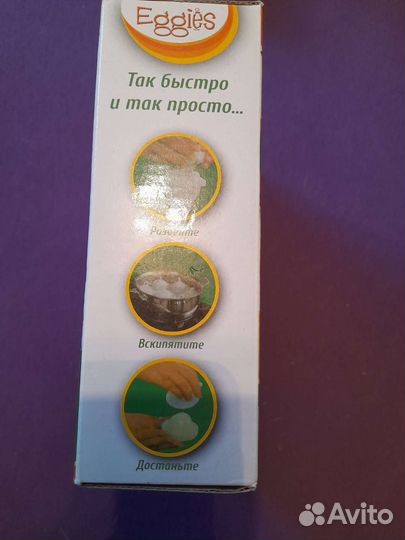 Eggies
Так быстро
и так просто...
Разбейте
Вскипятите
Достаньте
Avito